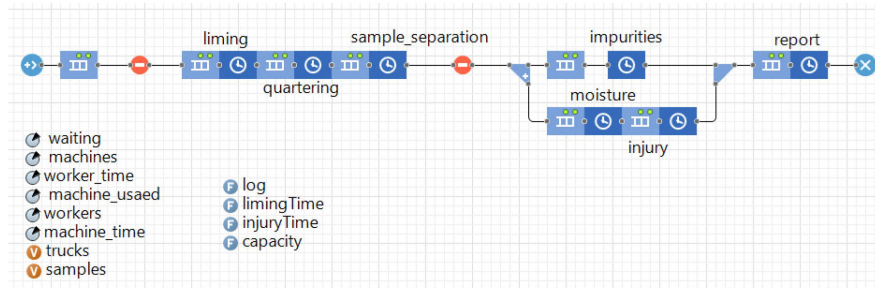 liming
sample_separation
impurities
report
quartering
moisture
injury
waiting
machines
worker_time
machine_usaed
workers
machine_time
V trucks
V samples
F log
F limingTime
F injuryTime
F capacity